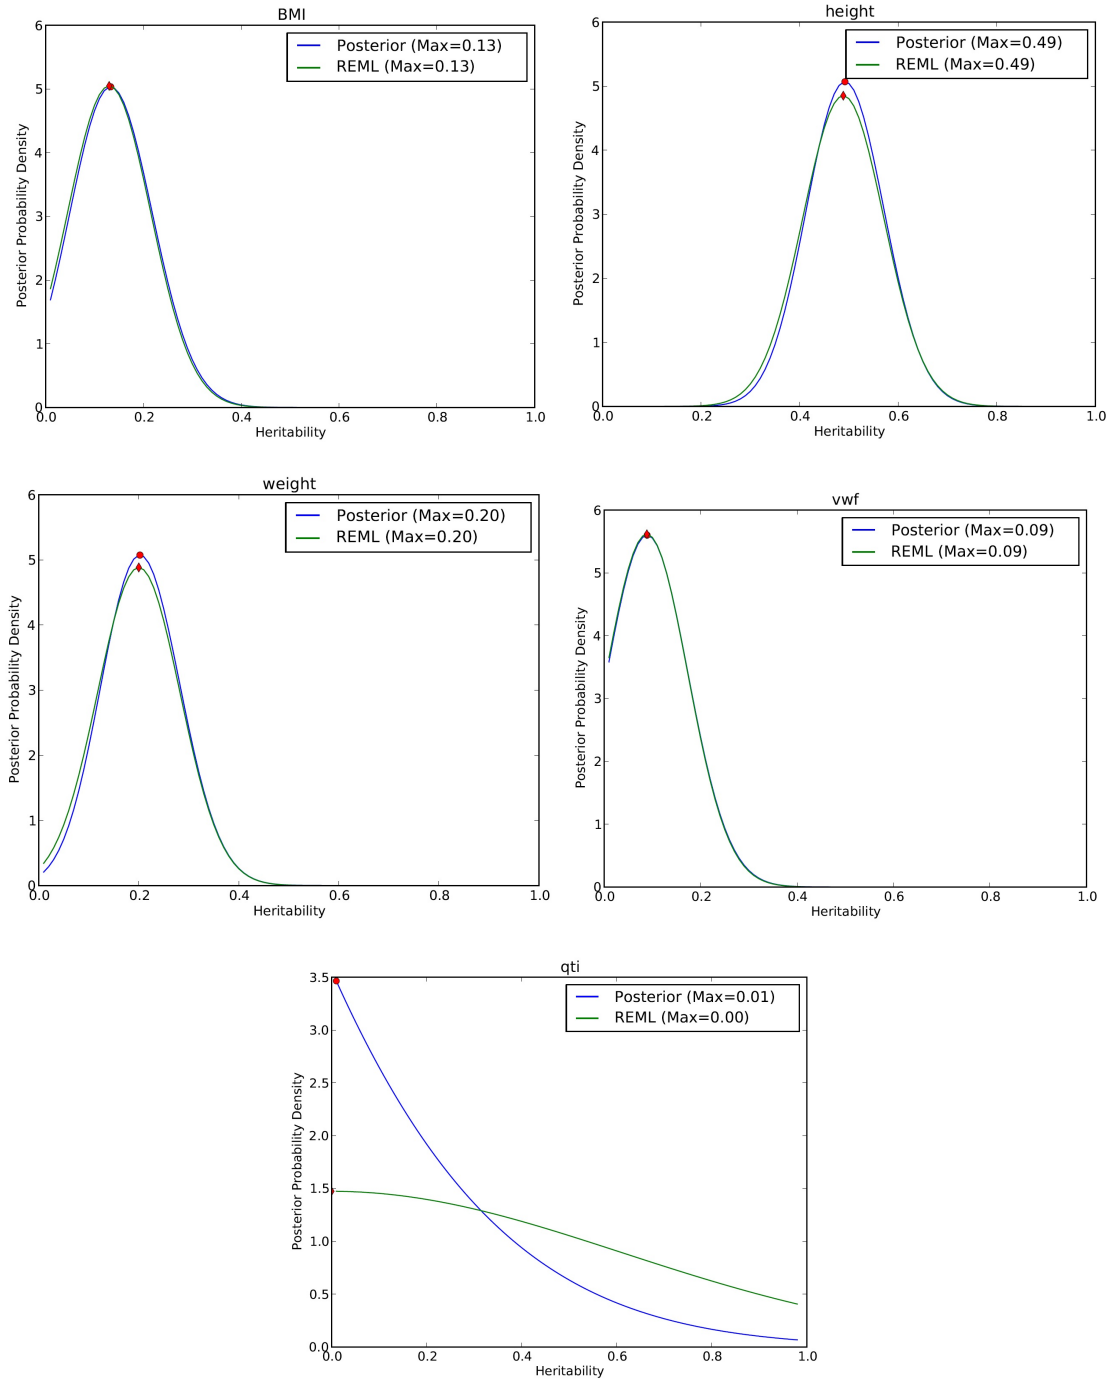 BMI
Posterior (Max=0.13)
REML (Max=0.13)
6
5
4
3
2
1
0
0.0 0.2 0.4 0.6 0.8 1.0
Posterior Probability Density
Heritability
height
Posterior (Max=0.49)
REML (Max=0.49)
6
5
4
3
2
1
0
0.0 0.2 0.4 0.6 0.8 1.0
Posterior Probability Density
Heritability
weight
Posterior (Max=0.20)
REML (Max=0.20)
6
5
4
3
2
1
0
0.0 0.2 0.4 0.6 0.8 1.0
Posterior Probability Density
Heritability
vwf
Posterior (Max=0.09)
REML (Max=0.09)
6
5
4
3
2
1
0
0.0 0.2 0.4 0.6 0.8 1.0
Posterior Probability Density
Heritability
qti
Posterior (Max=0.01)
REML (Max=0.00)
3.5
3.0
2.5
2.0
1.5
1.0
0.5
0.0
0.0 0.2 0.4 0.6 0.8 1.0
Posterior Probability Density
Heritability